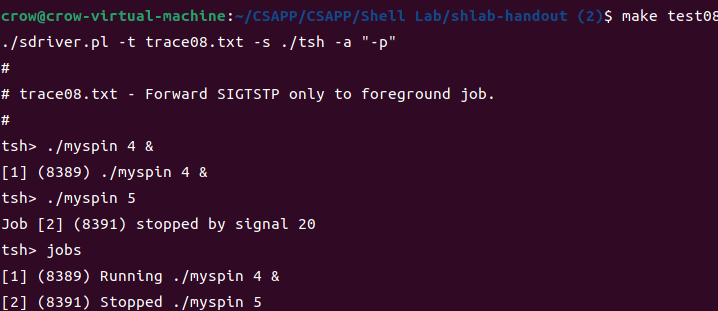 crow@crow-virtual-machine:~/CSAPP/CSAPP/Shell Lab/shlab-handout (2)$ make test08
./sdriver.pl -t trace08.txt -s ./tsh -a "-p"
#
# trace08.txt - Forward SIGTSTP only to foreground job.
#
tsh> ./myspin 4 &
[1] (8389) ./myspin 4 &
tsh> ./myspin 5
Job [2] (8391) stopped by signal 20
tsh> jobs
[1] (8389) Running ./myspin 4 &
[2] (8391) Stopped ./myspin 5